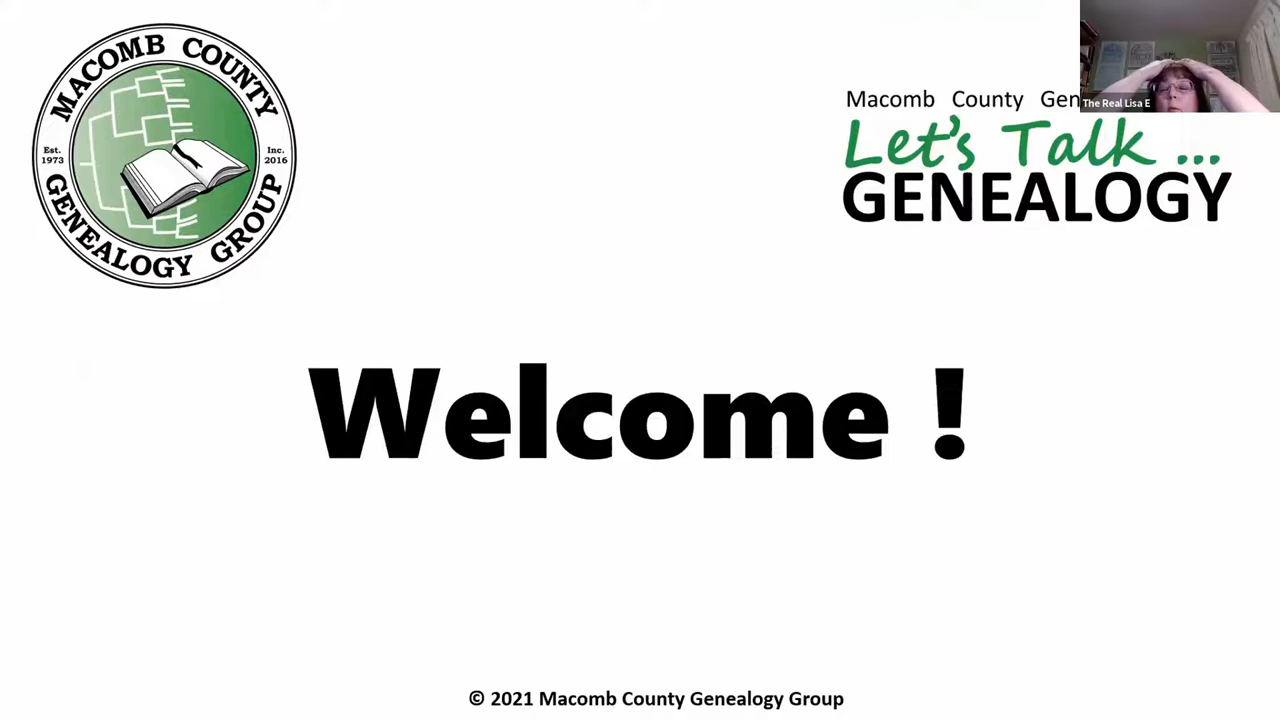 MACOMB COUNTY
Est.
1973
Inc.
2016
GENEALOGY GROUP
Macomb County Gen
The Real Lisa E
Let's Talk ...
GENEALOGY
Welcome !
© 2021 Macomb County Genealogy Group